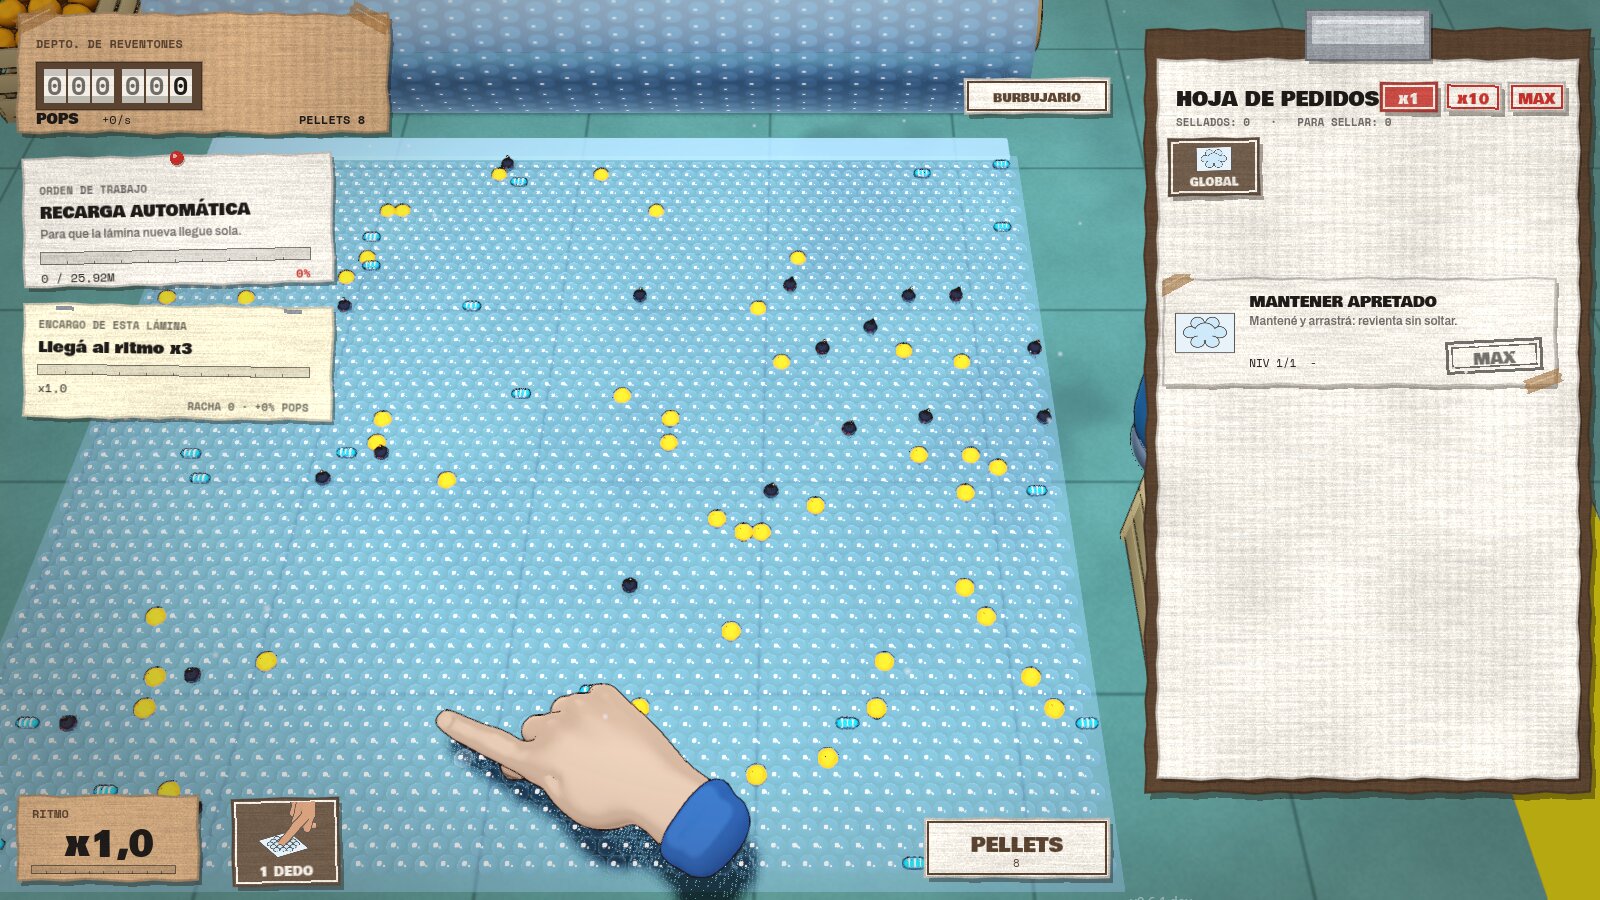 DEPTO. DE REVENTONES
000 000
POPS +0/s PELLETS 8
ORDEN DE TRABAJO
RECARGA AUTOMÁTICA
Para que la lámina nueva llegue sola.
0 / 25.92M 0%
ENCARGO DE ESTA LÁMINA
Llegá al ritmo x3
x1.0
RACHA 0 · +0% POPS
RITMO
x1,0
1 DEDO
BURBUJARIO
PELLETS
8
HOJA DE PEDIDOS x1 x10 MAX
SELLADOS: 0 · PARA SELLAR: 0
GLOBAL
MANTENER APRETADO
Mantené y arrastrá: revienta sin soltar.
NIV 1/1 -
MAX